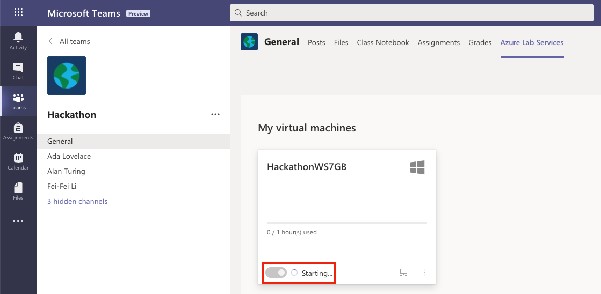 Microsoft Teams Preview
Search
Activity
Chat
Teams
Assignments
Calendar
Files
All teams
Hackathon
General
Ada Lovelace
Alan Turing
Fei-Fei Li
3 hidden channels
General Posts Files Class Notebook Assignments Grades Azure Lab Services
My virtual machines
HackathonWS7GB
0 / 1 hour(s) used
Starting...